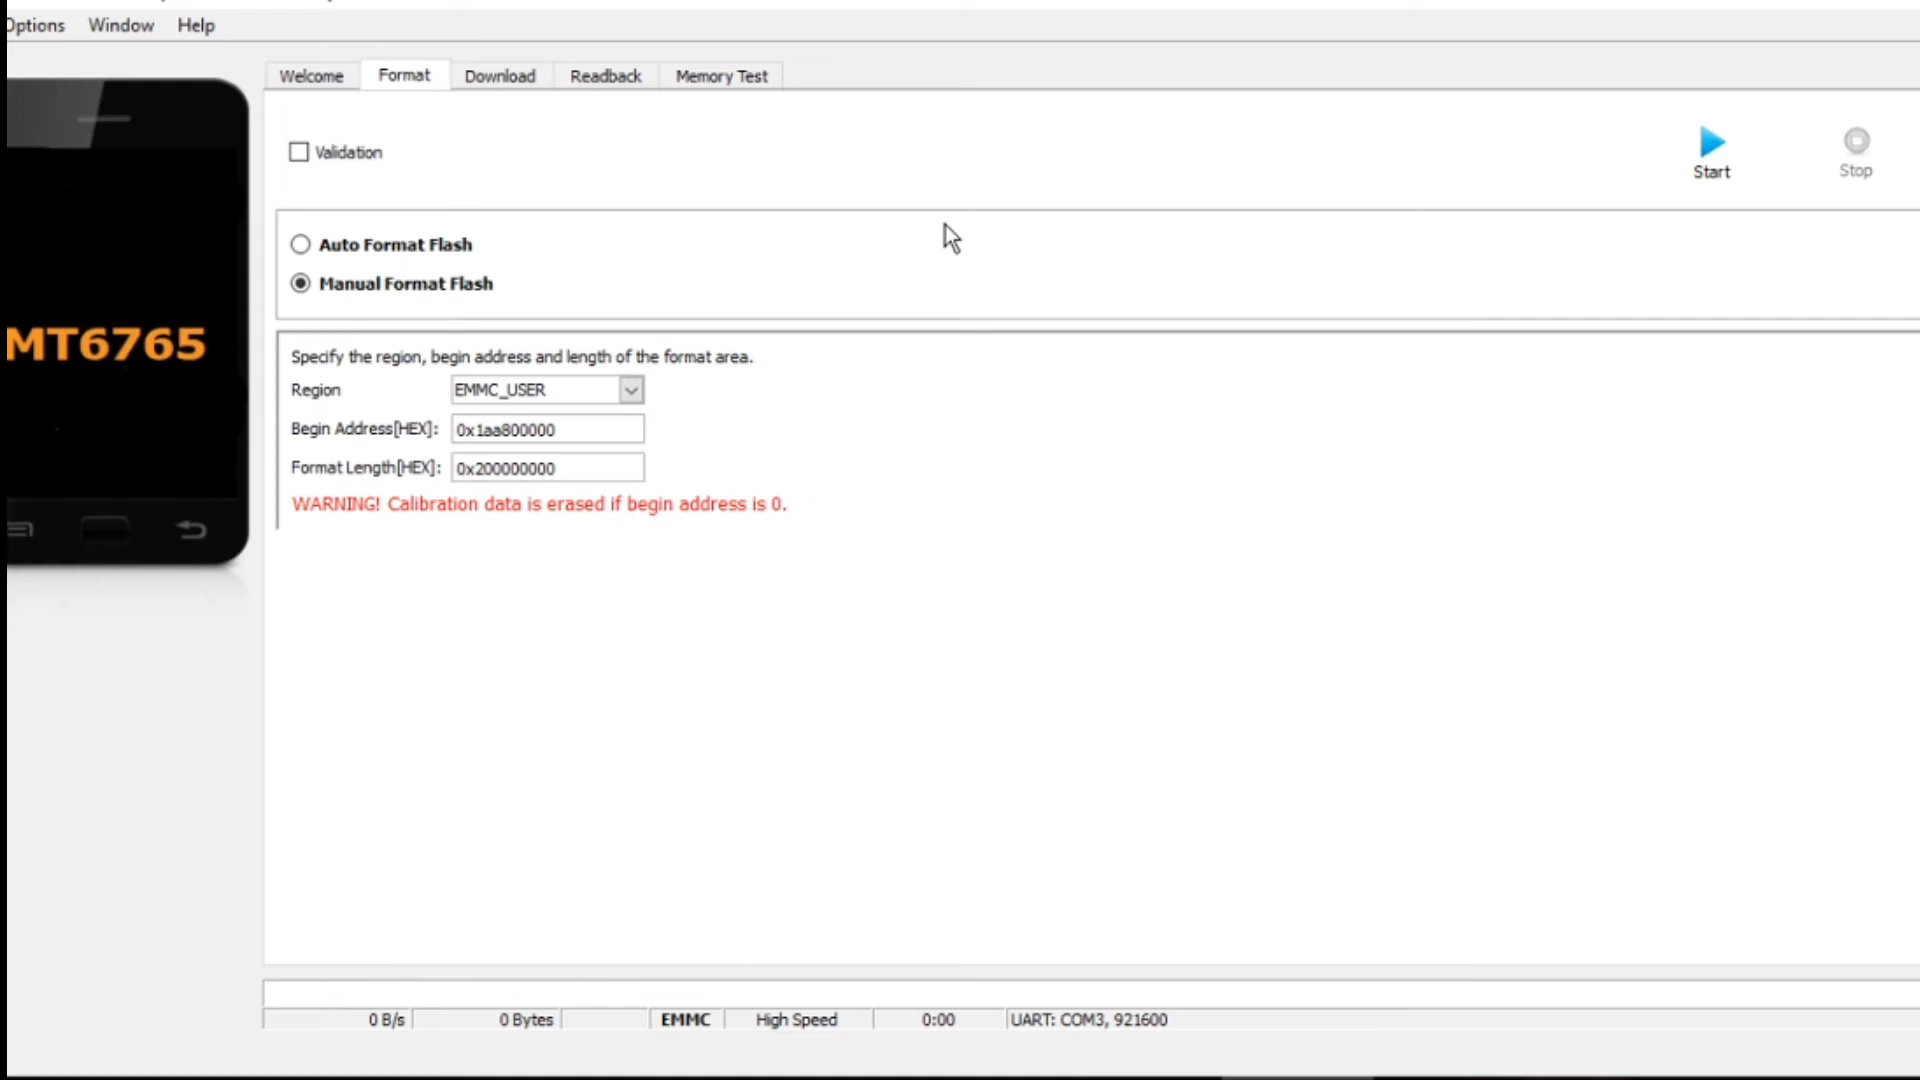 Options Window Help
Welcome Format Download Readback Memory Test
Validation
Start
Stop
Auto Format Flash
Manual Format Flash
MT6765
Specify the region, begin address and length of the format area.
Region EMMC_USER
Begin Address[HEX]: 0x1aa800000
Format Length[HEX]: 0x200000000
WARNING! Calibration data is erased if begin address is 0.
0 B/s 0 Bytes EMMC High Speed 0:00 UART: COM3, 921600